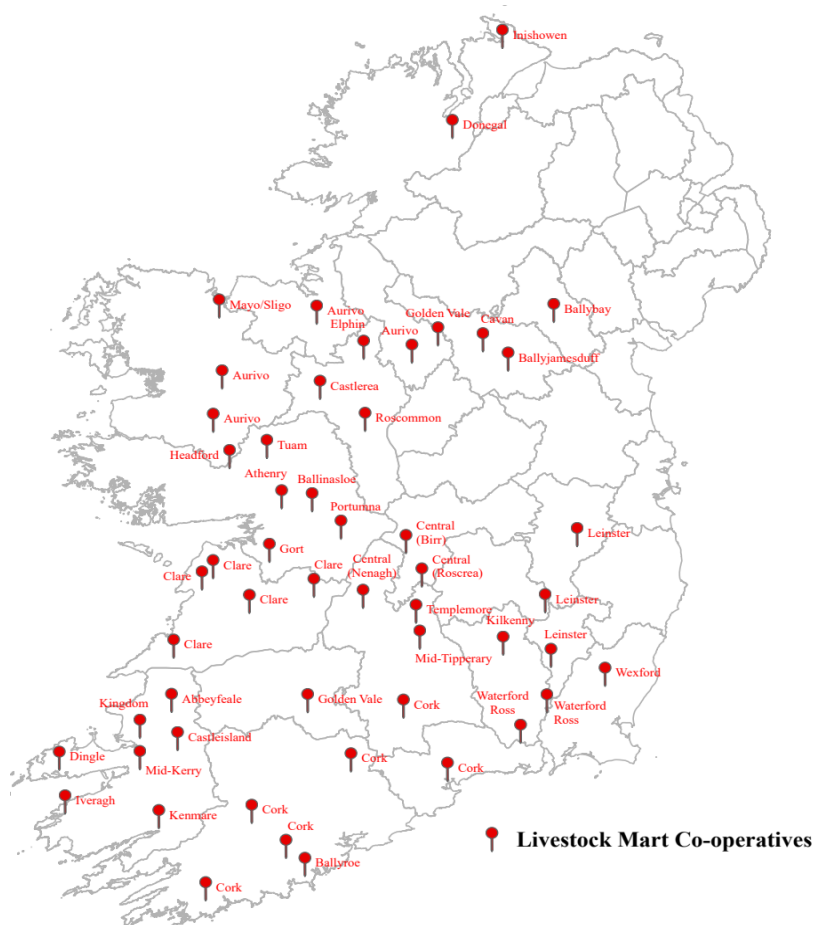 Inishowen
Donegal
Mayo/Sligo
Aurivo
Elphin
Aurivo
Golden Vale
Cavan
Ballybay
Ballyjamesduff
Aurivo
Castlerea
Aurivo
Roscommon
Headford
Tuam
Athenry
Ballinasloe
Portumna
Central
(Birr)
Leinster
Gort
Clare
Clare
Clare
Central
(Nenagh)
Central
(Roscrea)
Clare
Templemore
Leinster
Kilkenny
Mid-Tipperary
Leinster
Clare
Wexford
Abbeyfeale
Golden Vale
Cork
Waterford
Ross
Waterford
Ross
Kingdom
Castleisland
Dingle
Mid-Kerry
Cork
Cork
Iveragh
Kenmare
Cork
Cork
Ballyroe
Cork
Livestock Mart Co-operatives